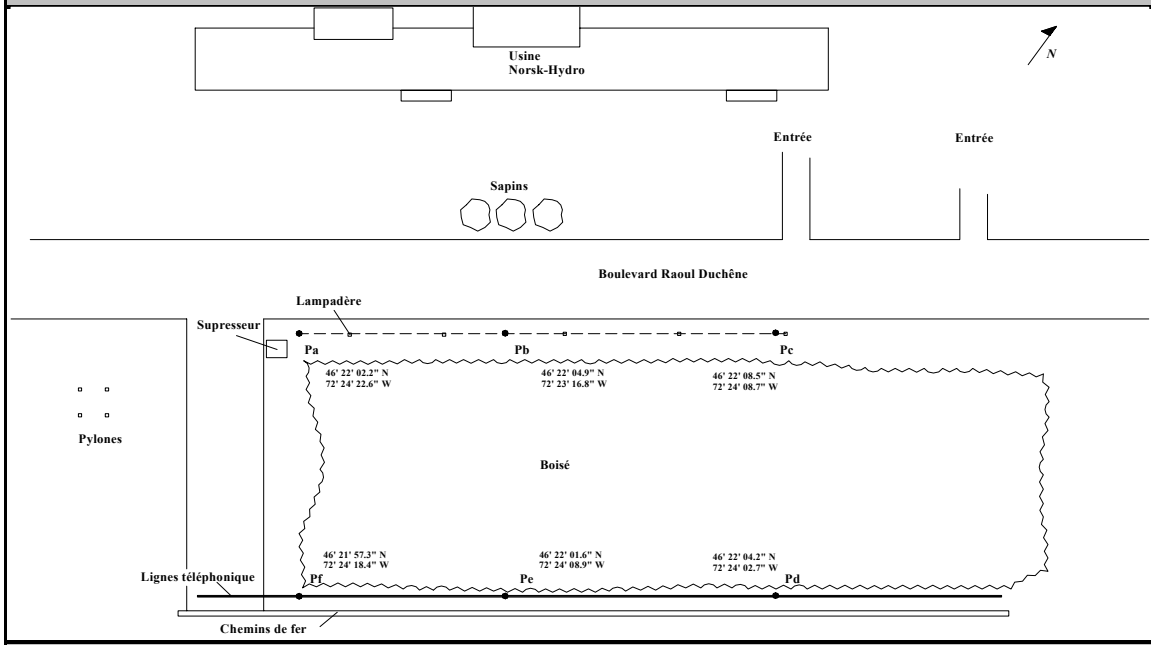 Usine
Norsk-Hydro
N
Entrée
Entrée
Sapins
Boulevard Raoul Duchêne
Lampadère
Supresseur
Pa
Pb
Pc
46' 22' 02.2" N
72' 24' 22.6" W
46' 22' 04.9" N
72' 23' 16.8" W
46' 22' 08.5" N
72' 24' 08.7" W
Pylones
Boisé
46' 21' 57.3" N
72' 24' 18.4" W
46' 22' 01.6" N
72' 24' 08.9" W
46' 22' 04.2" N
72' 24' 02.7" W
Lignes téléphonique
Pf
Pe
Pd
Chemins de fer